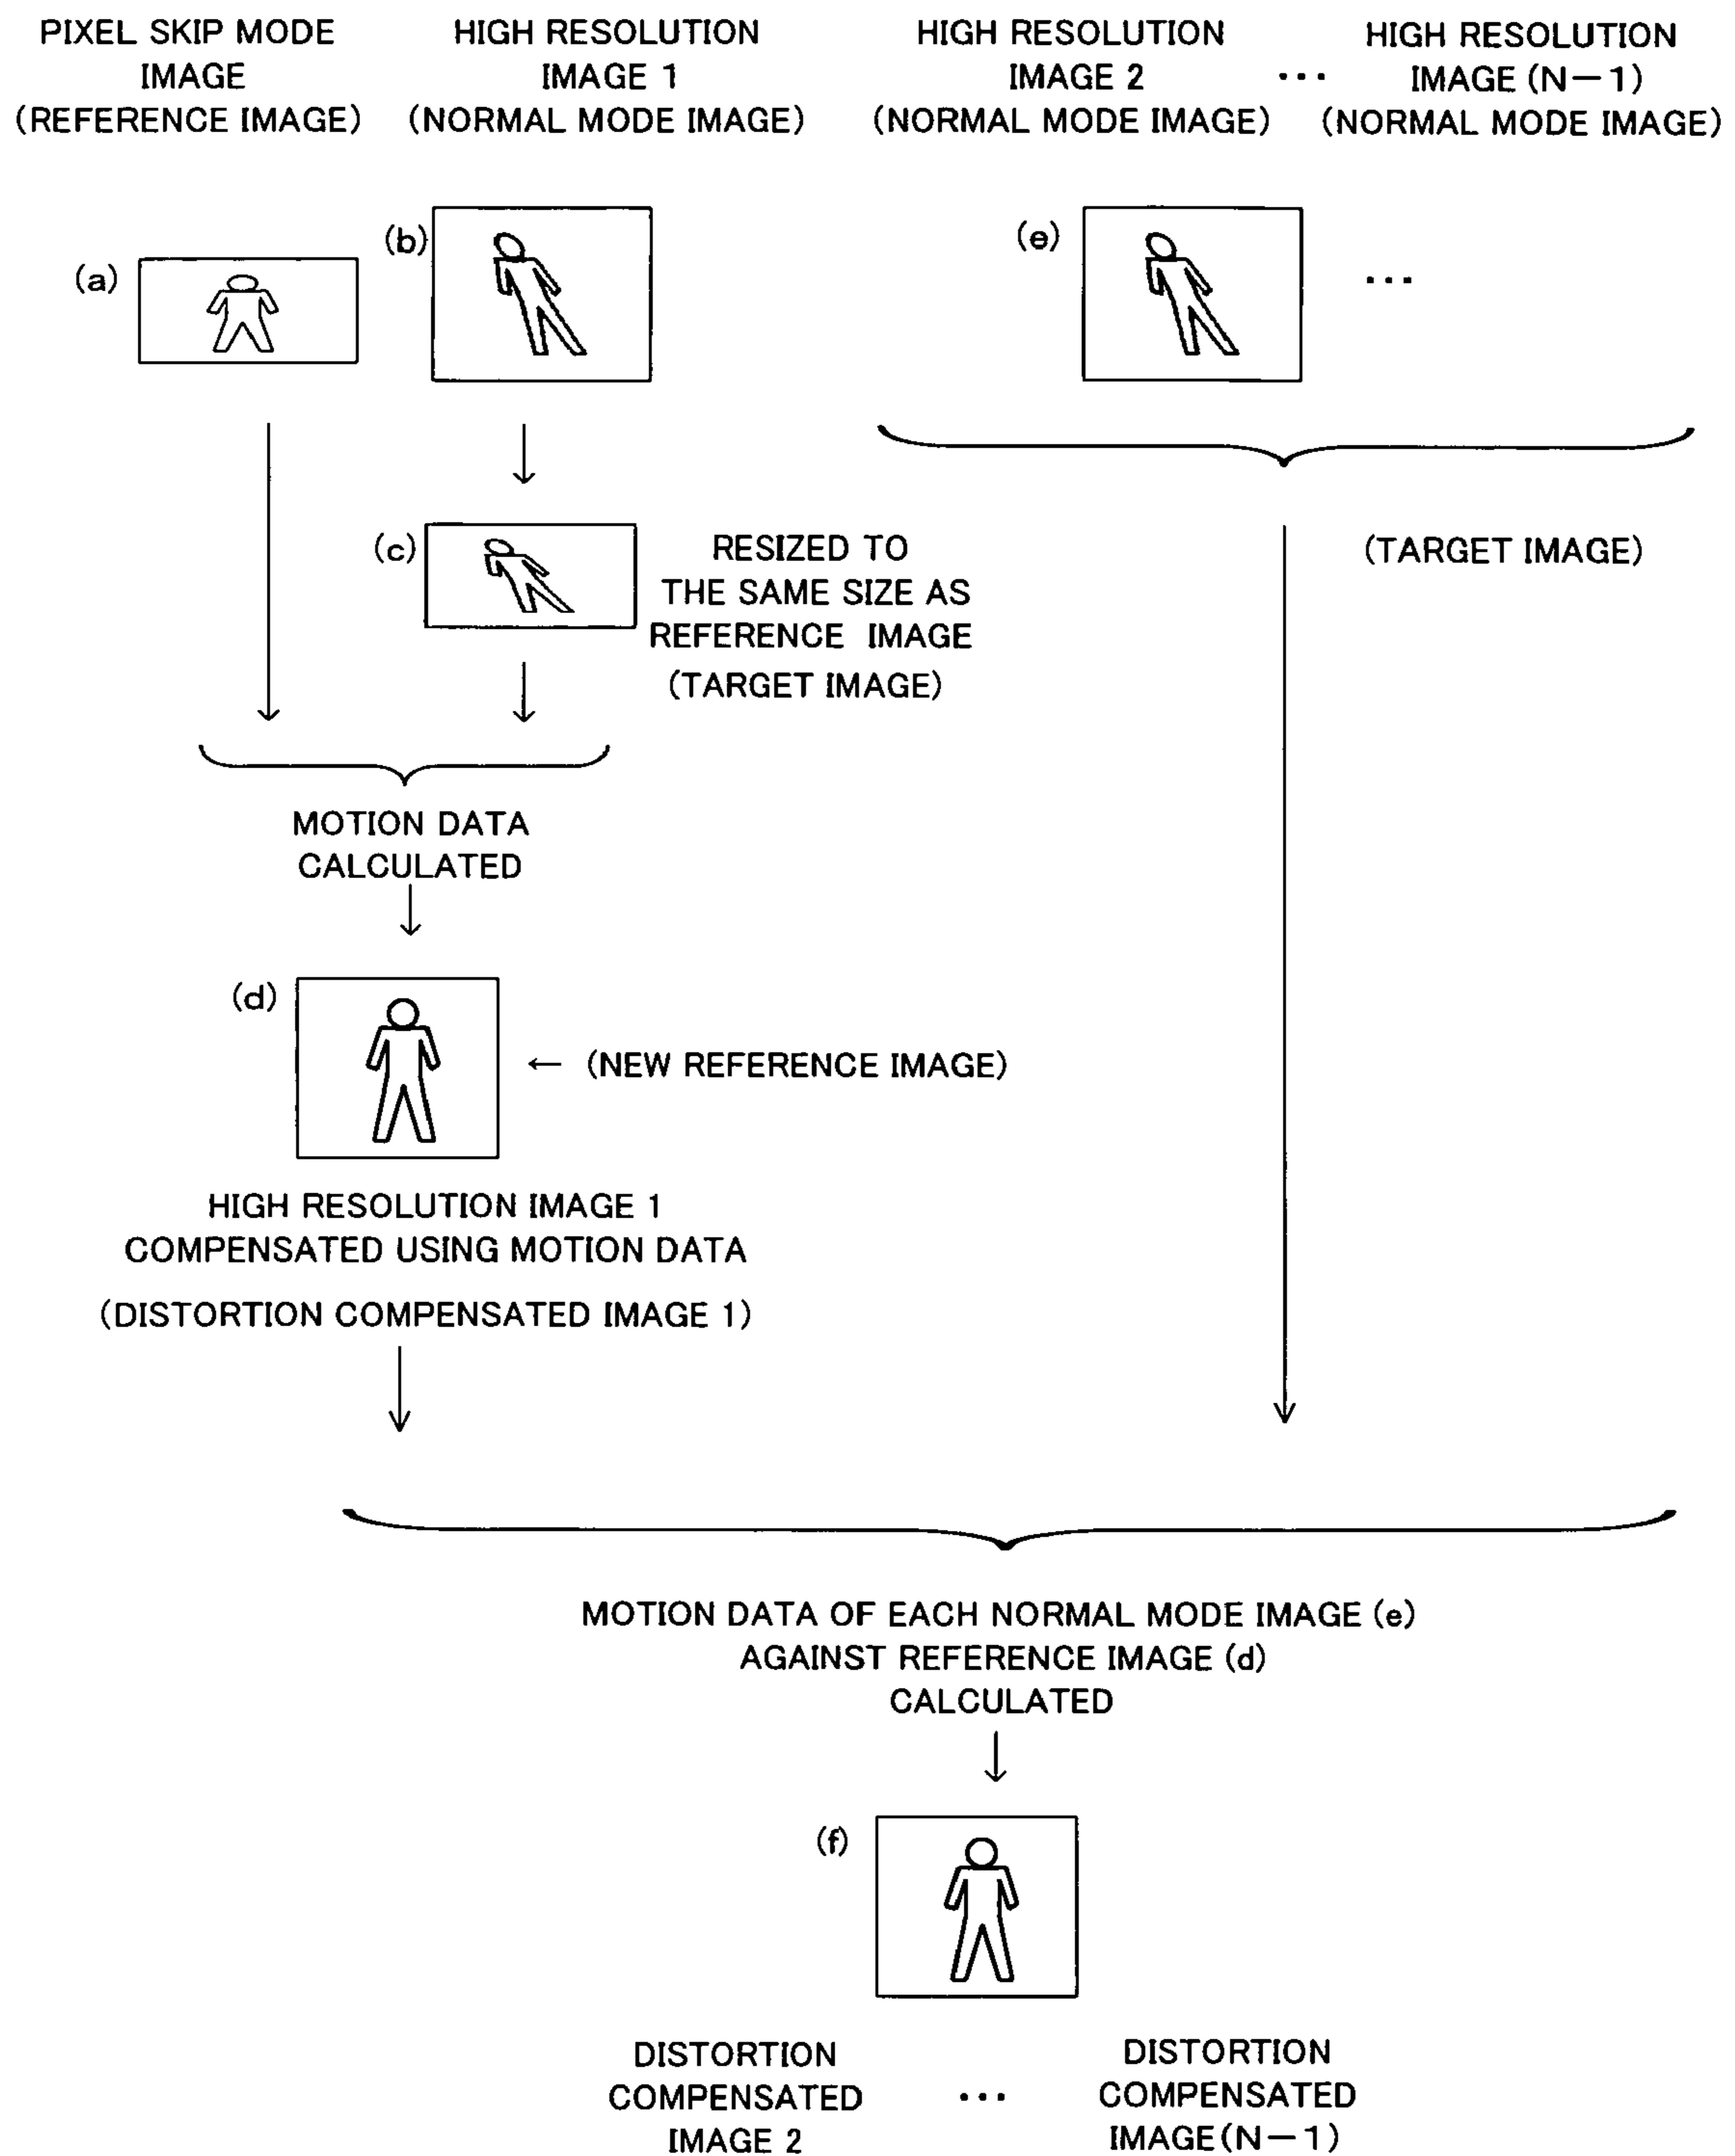 PIXEL SKIP MODE
IMAGE
(REFERENCE IMAGE)
HIGH RESOLUTION
IMAGE 1
(NORMAL MODE IMAGE)
HIGH RESOLUTION
IMAGE 2
(NORMAL MODE IMAGE)
...
HIGH RESOLUTION
IMAGE (N-1)
(NORMAL MODE IMAGE)
(a)
(b)
(e)
...
(c)
RESIZED TO
THE SAME SIZE AS
REFERENCE IMAGE
(TARGET IMAGE)
(TARGET IMAGE)
MOTION DATA
CALCULATED
(d)
← (NEW REFERENCE IMAGE)
HIGH RESOLUTION IMAGE 1
COMPENSATED USING MOTION DATA
(DISTORTION COMPENSATED IMAGE 1)
MOTION DATA OF EACH NORMAL MODE IMAGE (e)
AGAINST REFERENCE IMAGE (d)
CALCULATED
(f)
DISTORTION
COMPENSATED
IMAGE 2
...
DISTORTION
COMPENSATED
IMAGE(N-1)